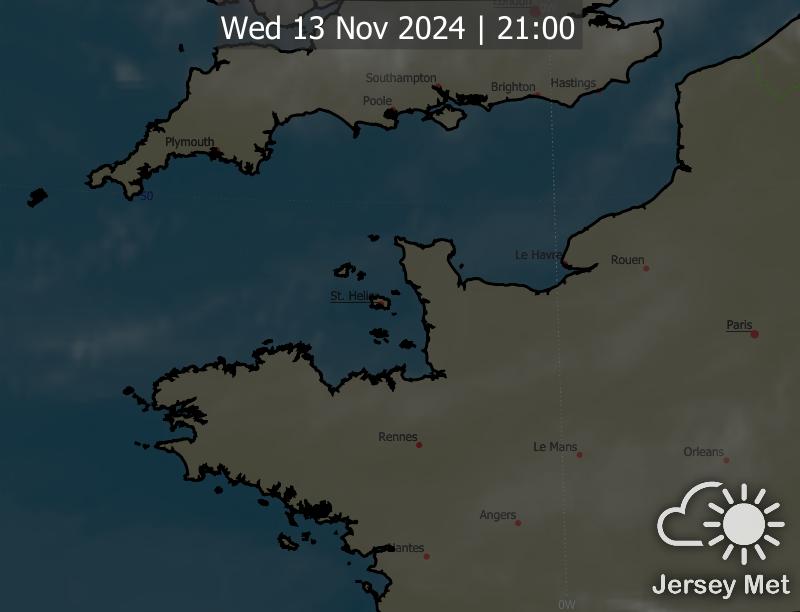 London
Wed 13 Nov 2024 | 21:00
Southampton
Brighton
Hastings
Poole
Plymouth
50
Le Havre
Rouen
St. Helier
Paris
Rennes
Le Mans
Orleans
Angers
Nantes
0W
Jersey Met